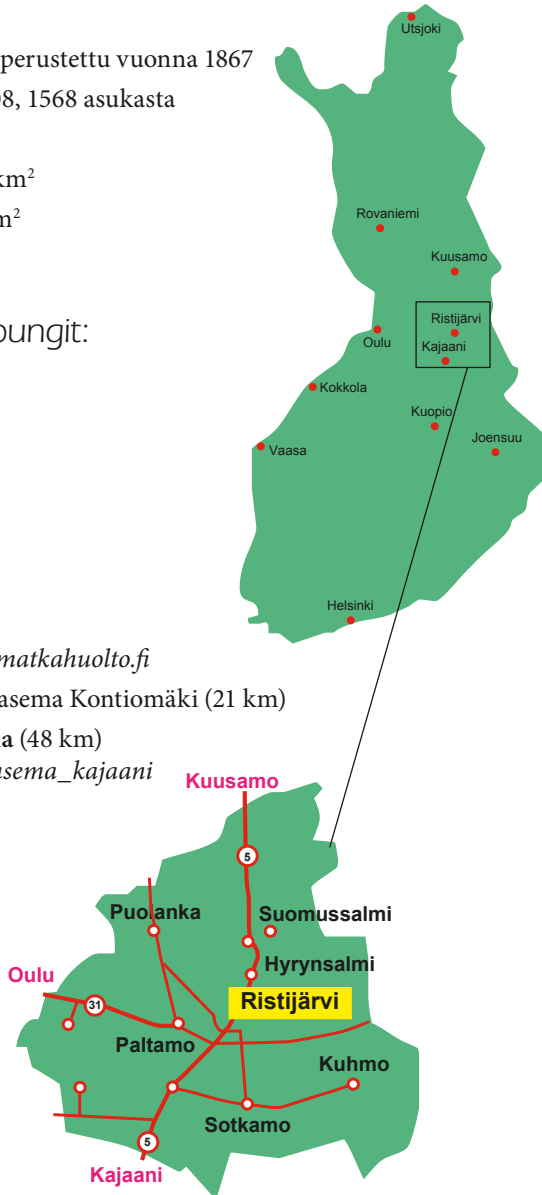 Utsjoki
perustettu vuonna 1867
8, 1568 asukasta
km²
m²
Rovaniemi
Kuusamo
oungit:
Ristijärvi
Oulu
Kajaani
Kokkola
Kuopio
Joensuu
Vaasa
Helsinki
matkahuolto.fi
asema Kontiomäki (21 km)
a (48 km)
asema_kajaani
Kuusamo
5
Puolanka
Suomussalmi
Hyrynsalmi
Oulu
31
Ristijärvi
Paltamo
Kuhmo
Sotkamo
5
Kajaani